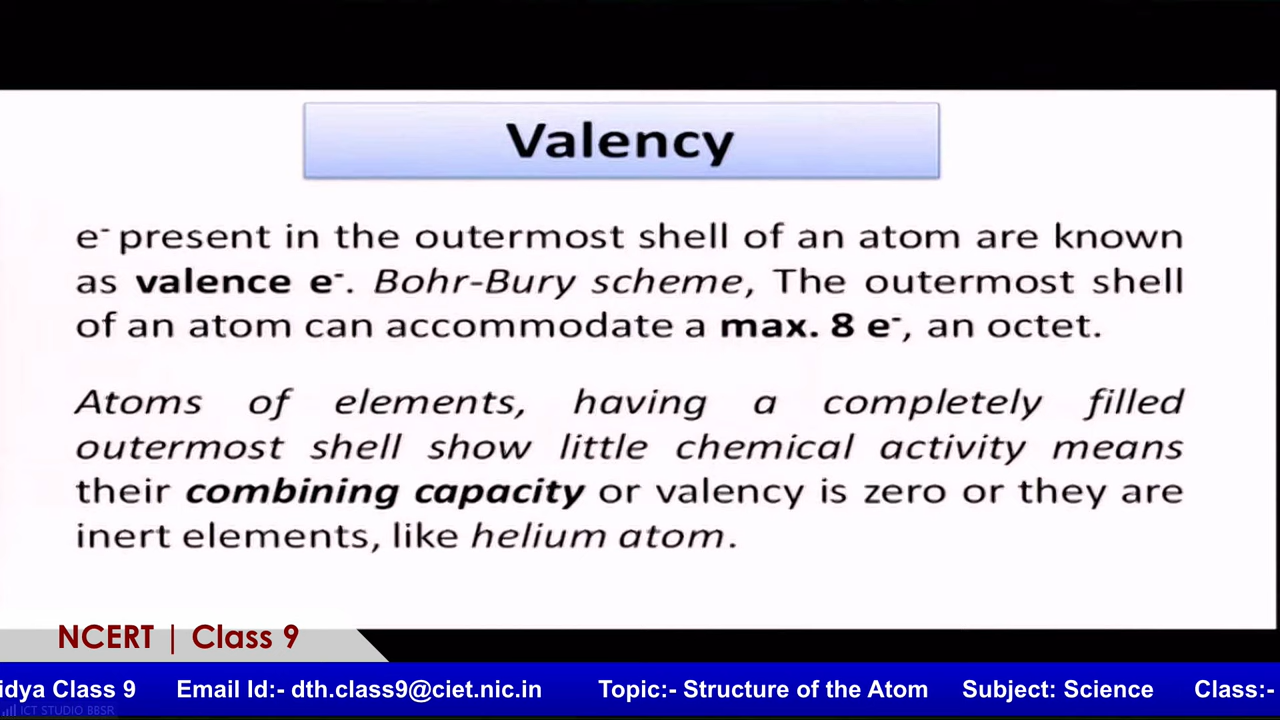 Valency
e⁻ present in the outermost shell of an atom are known
as valence e⁻. Bohr-Bury scheme, The outermost shell
of an atom can accommodate a max. 8 e⁻, an octet.
Atoms of elements, having a completely filled
outermost shell show little chemical activity means
their combining capacity or valency is zero or they are
inert elements, like helium atom.
NCERT | Class 9
idya Class 9 Email Id:- dth.class9@ciet.nic.in Topic:- Structure of the Atom Subject: Science Class:-
ICT STUDIO BBSR